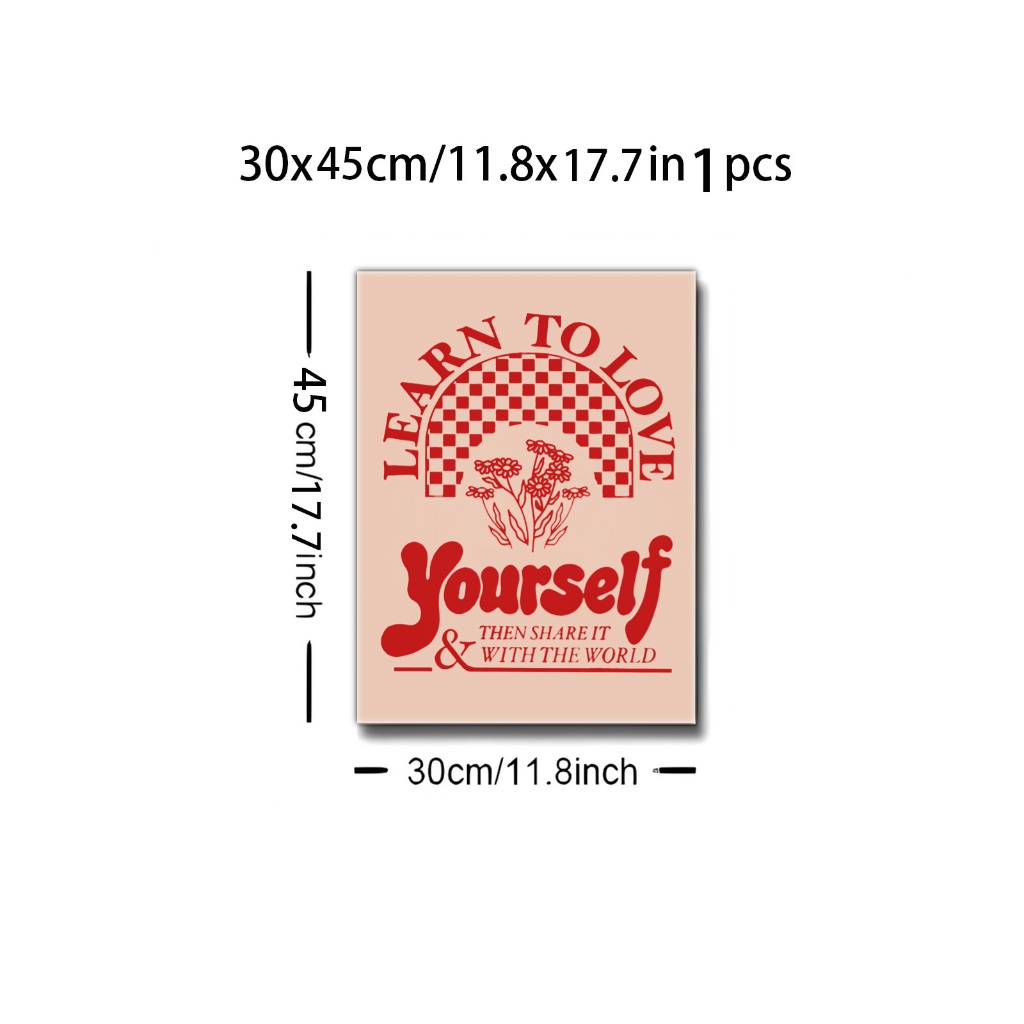 30x45cm/11.8x17.7in 1 pcs
45 cm/17.7inch
LEARN TO LOVE
Yourself
& THEN SHARE IT
WITH THE WORLD
30cm/11.8inch